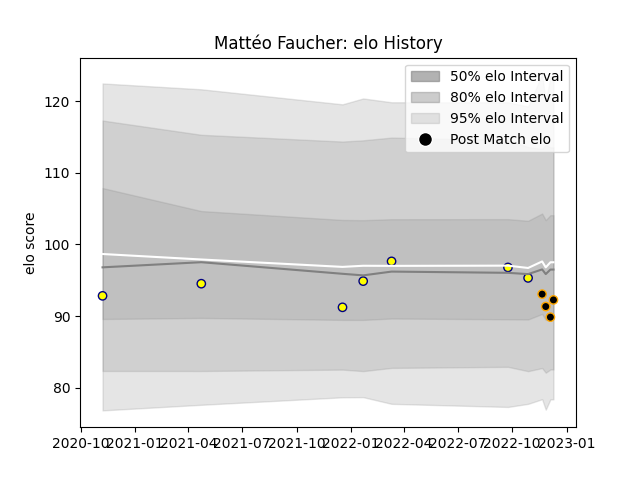 Mattéo Faucher: elo History
50% elo Interval
80% elo Interval
95% elo Interval
Post Match elo
elo score
120
110
100
90
80
2020-10 2021-01 2021-04 2021-07 2021-10 2022-01 2022-04 2022-07 2022-10 2023-01